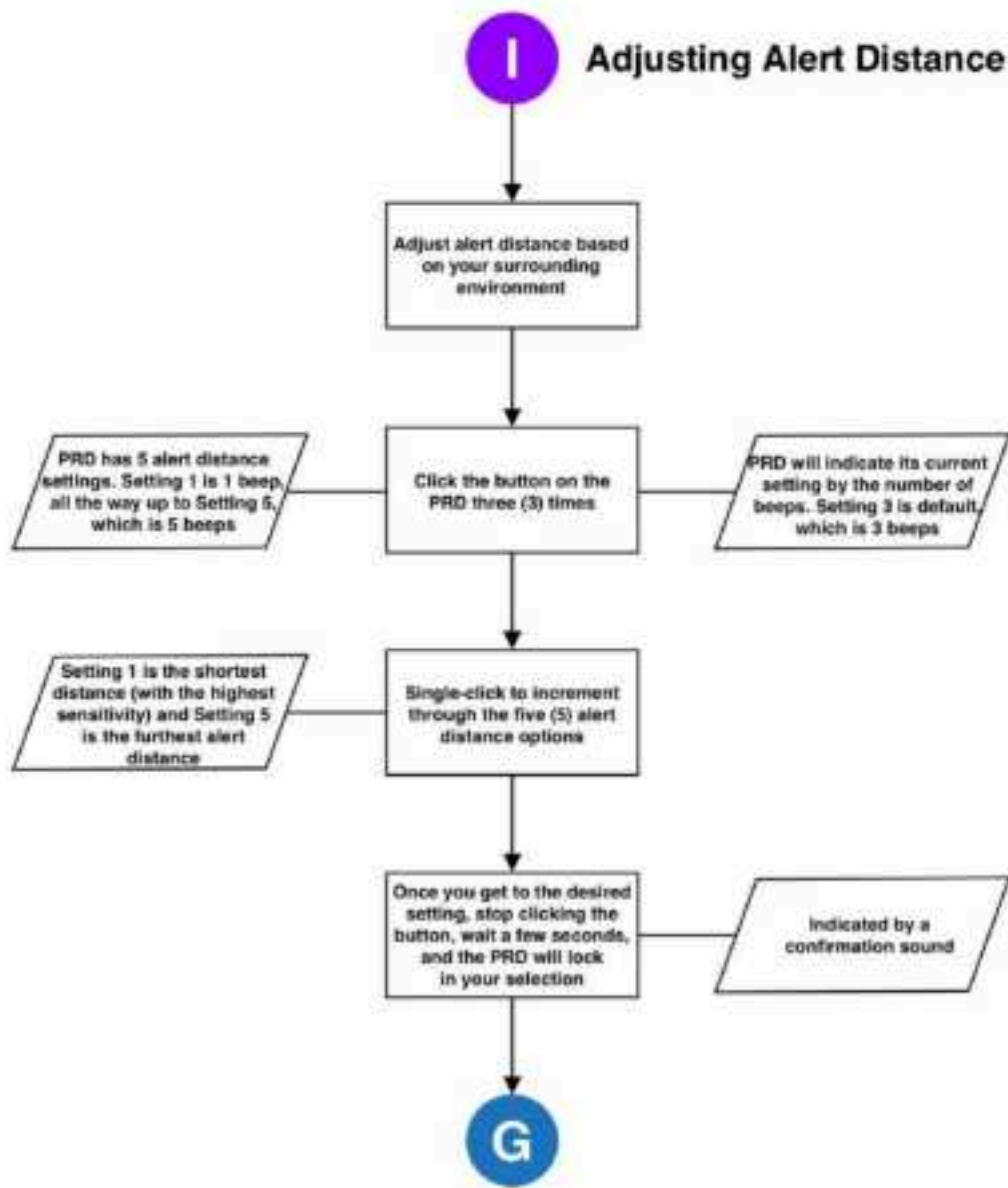 I
Adjusting Alert Distance
Adjust alert distance based
on your surrounding
environment
PRD has 5 alert distance
settings. Setting 1 is 1 beep,
all the way up to Setting 5,
which is 5 beeps
Click the button on the
PRD three (3) times
PRD will indicate its current
setting by the number of
beeps. Setting 3 is default,
which is 3 beeps
Setting 1 is the shortest
distance (with the highest
sensitivity) and Setting 5
is the furthest alert
distance
Single-click to increment
through the five (5) alert
distance options
Once you get to the desired
setting, stop clicking the
button, wait a few seconds,
and the PRD will lock
in your selection
Indicated by a
confirmation sound
G